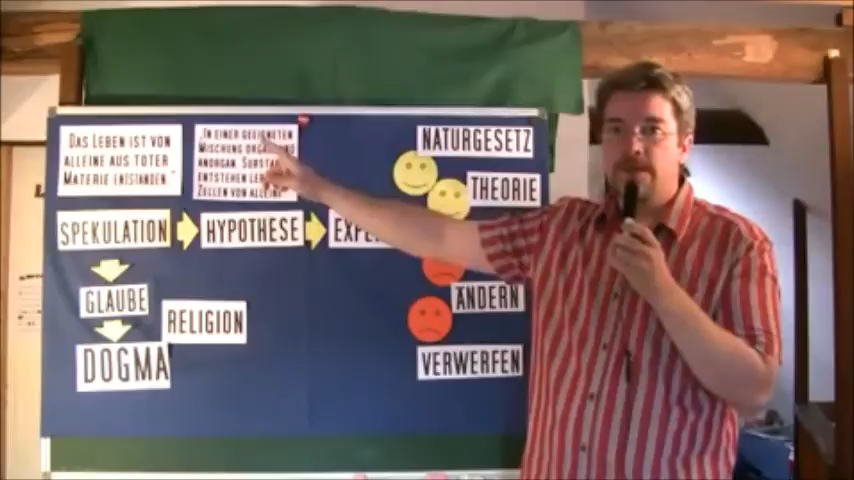 DAS LEBEN IST VON
ALLEINE AUS TOTER
MATERIE ENTSTANDEN."
"IN EINER GEEIGNETEN
MISCHUNG
ANORGAN.
ENTSTEHEN
ZELLEN VON ALLEIN
NATURGESETZ
THEORIE
SPEKULATION
HYPOTHESE
GLAUBE
RELIGION
ÄNDERN
DOGMA
VERWERFEN